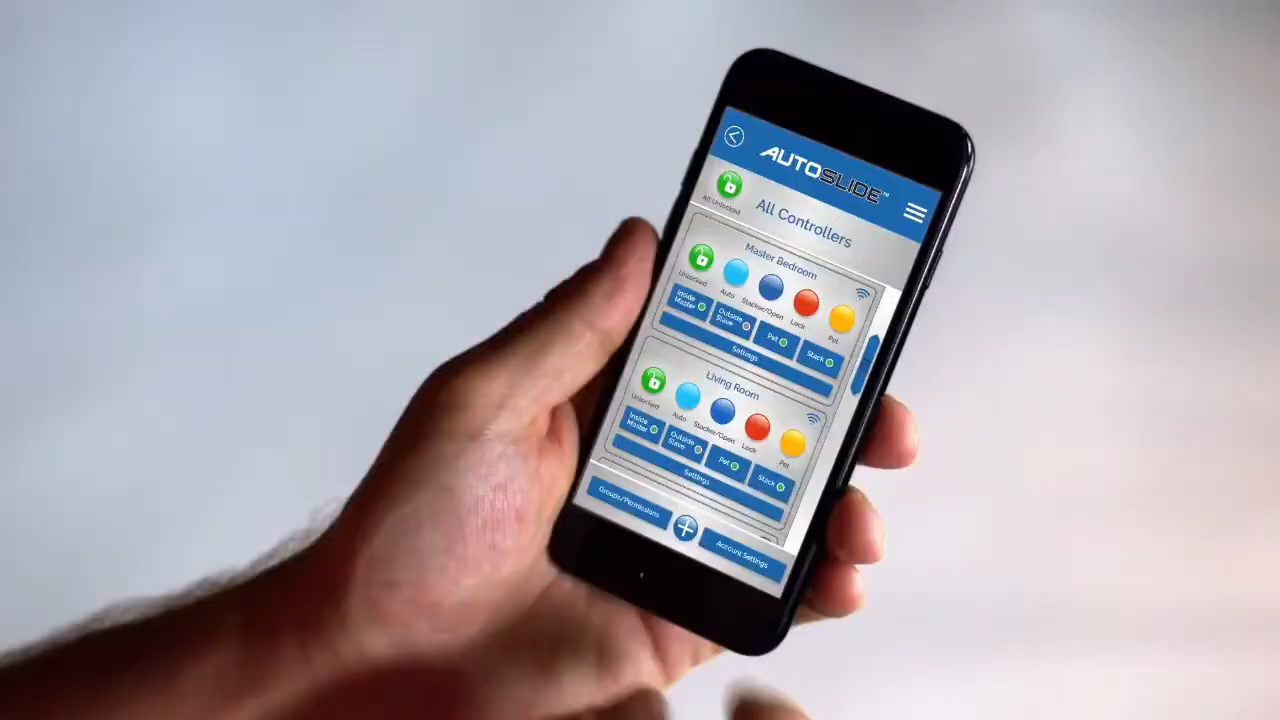 AUTOSLIDE™
All Unlocked
All Controllers
Master Bedroom
Unlocked
Auto
Stacker/Open
Lock
Pet
Inside Master
Outside Slave
Pet
Stack
Settings
Living Room
Unlocked
Auto
Stacker/Open
Lock
Pet
Inside Master
Outside Slave
Pet
Stack
Settings
Groups/Permissions
Account Settings